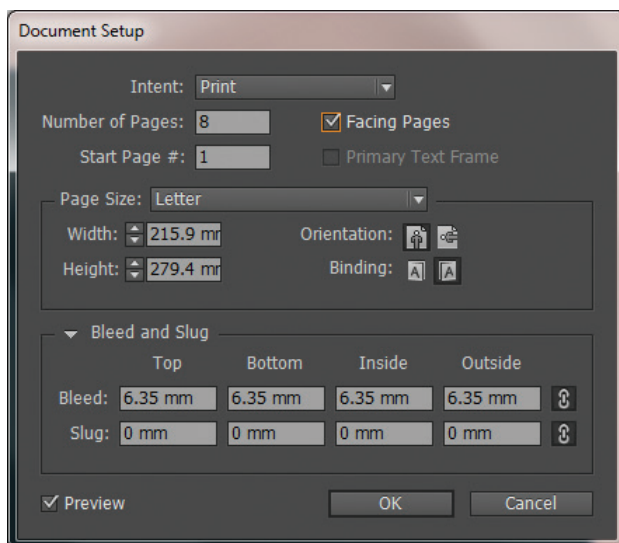 Document Setup
Intent: Print
Number of Pages: 8 Facing Pages
Start Page #: 1 Primary Text Frame
Page Size: Letter
Width: 215.9 mr Orientation:
Height: 279.4 mr Binding: A A
Bleed and Slug
Top Bottom Inside Outside
Bleed: 6.35 mm 6.35 mm 6.35 mm 6.35 mm
Slug: 0 mm 0 mm 0 mm 0 mm
Preview OK Cancel